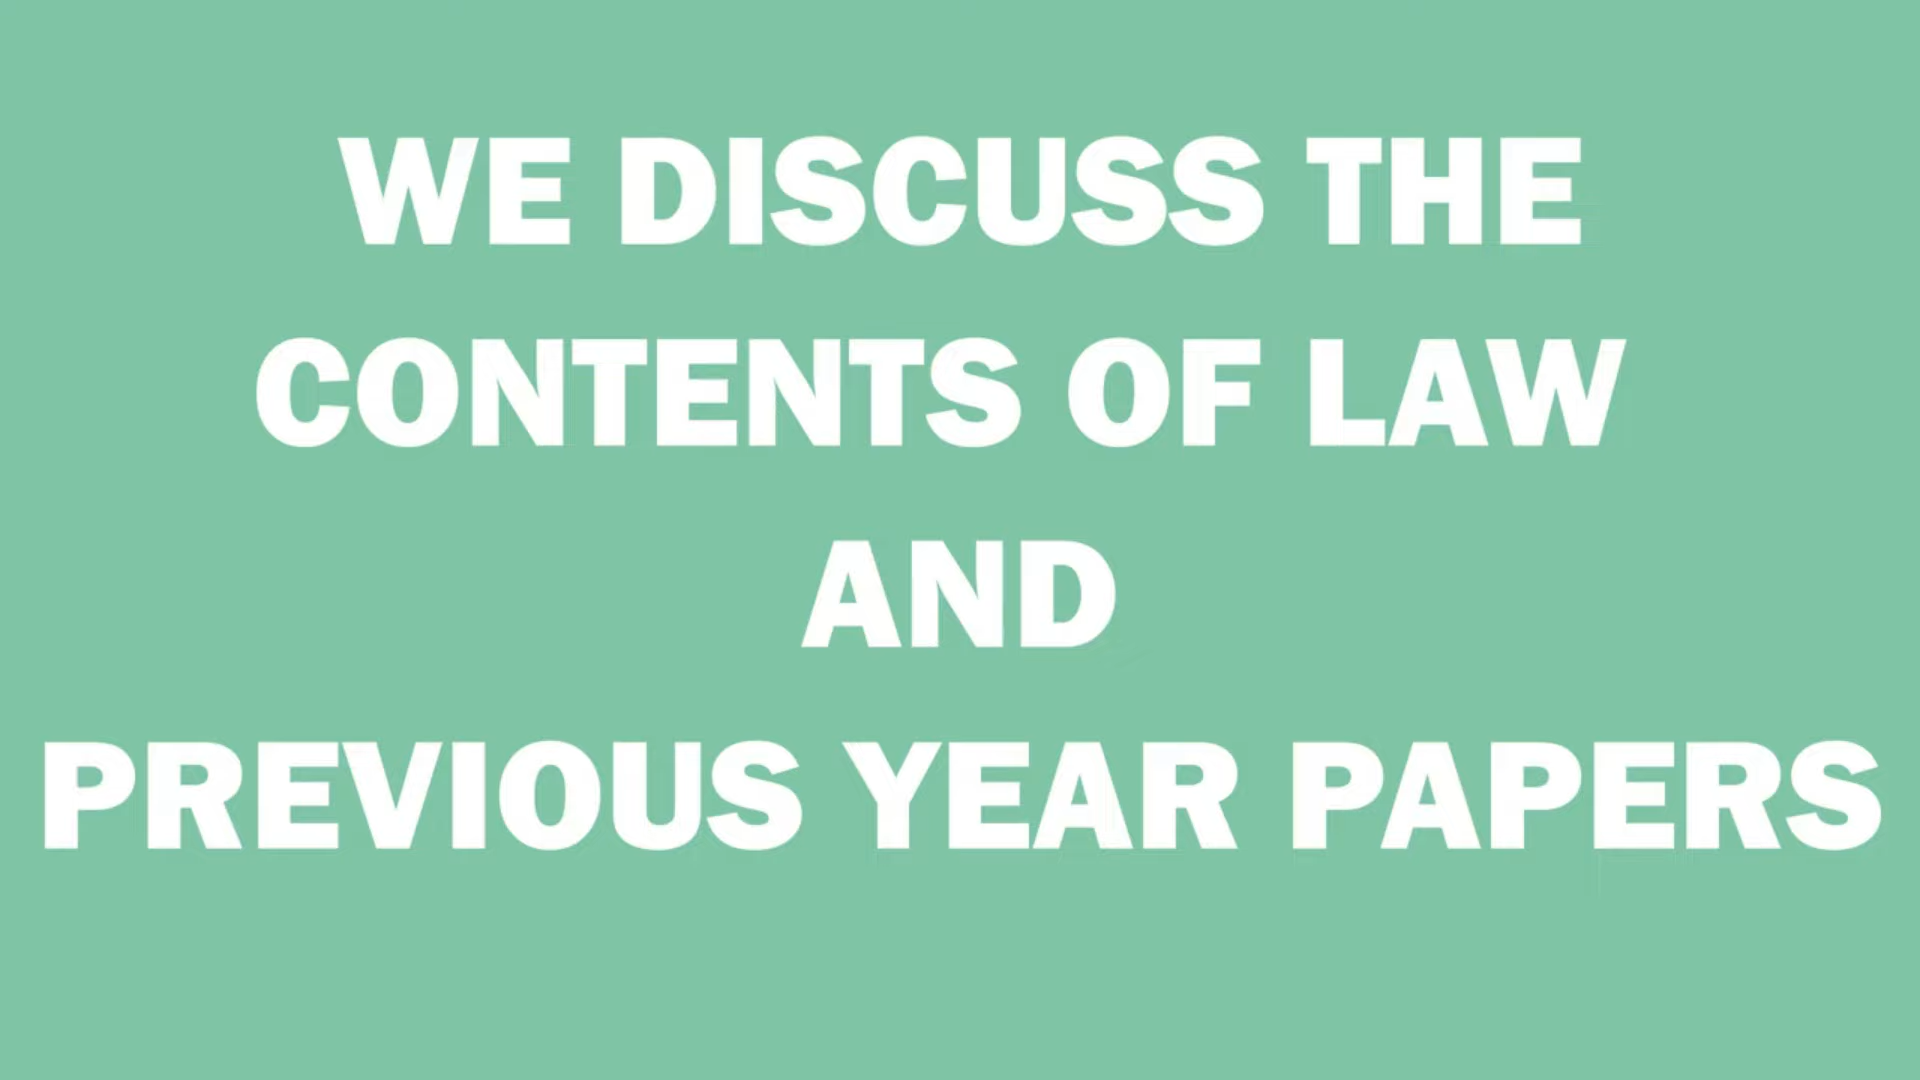 WE DISCUSS THE
CONTENTS OF LAW
AND
PREVIOUS YEAR PAPERS